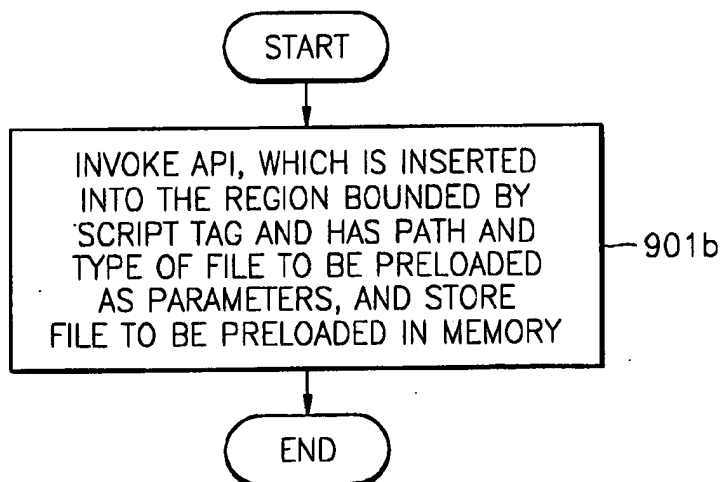 START
INVOKE API, WHICH IS INSERTED
INTO THE REGION BOUNDED BY
SCRIPT TAG AND HAS PATH AND
TYPE OF FILE TO BE PRELOADED
AS PARAMETERS, AND STORE
FILE TO BE PRELOADED IN MEMORY
901b
END